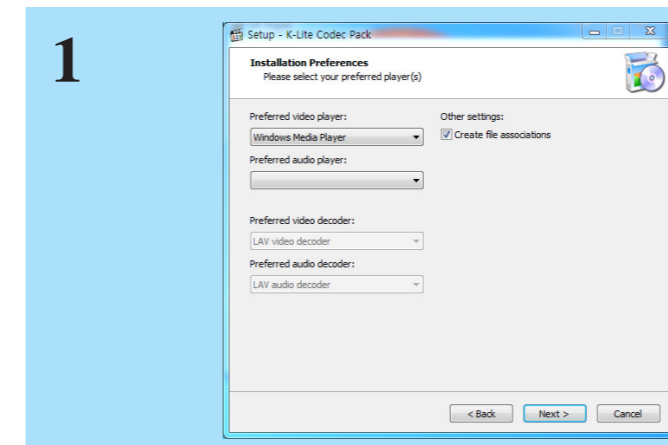 1
Setup - K-Lite Codec Pack
Installation Preferences
Please select your preferred player(s)
Preferred video player:
Windows Media Player
Preferred audio player:
Preferred video decoder:
LAV video decoder
Preferred audio decoder:
LAV audio decoder
Other settings:
Create file associations
< Back
Next >
Cancel